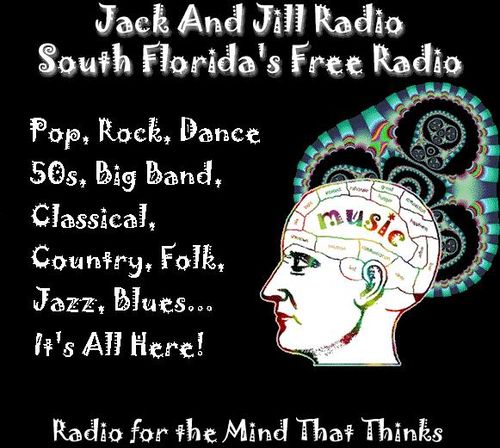 Jack And Jill Radio
South Florida's Free Radio
Pop, Rock, Dance
50s, Big Band,
Classical,
Country, Folk,
Jazz, Blues...
It's All Here!
music
Radio for the Mind That Thinks